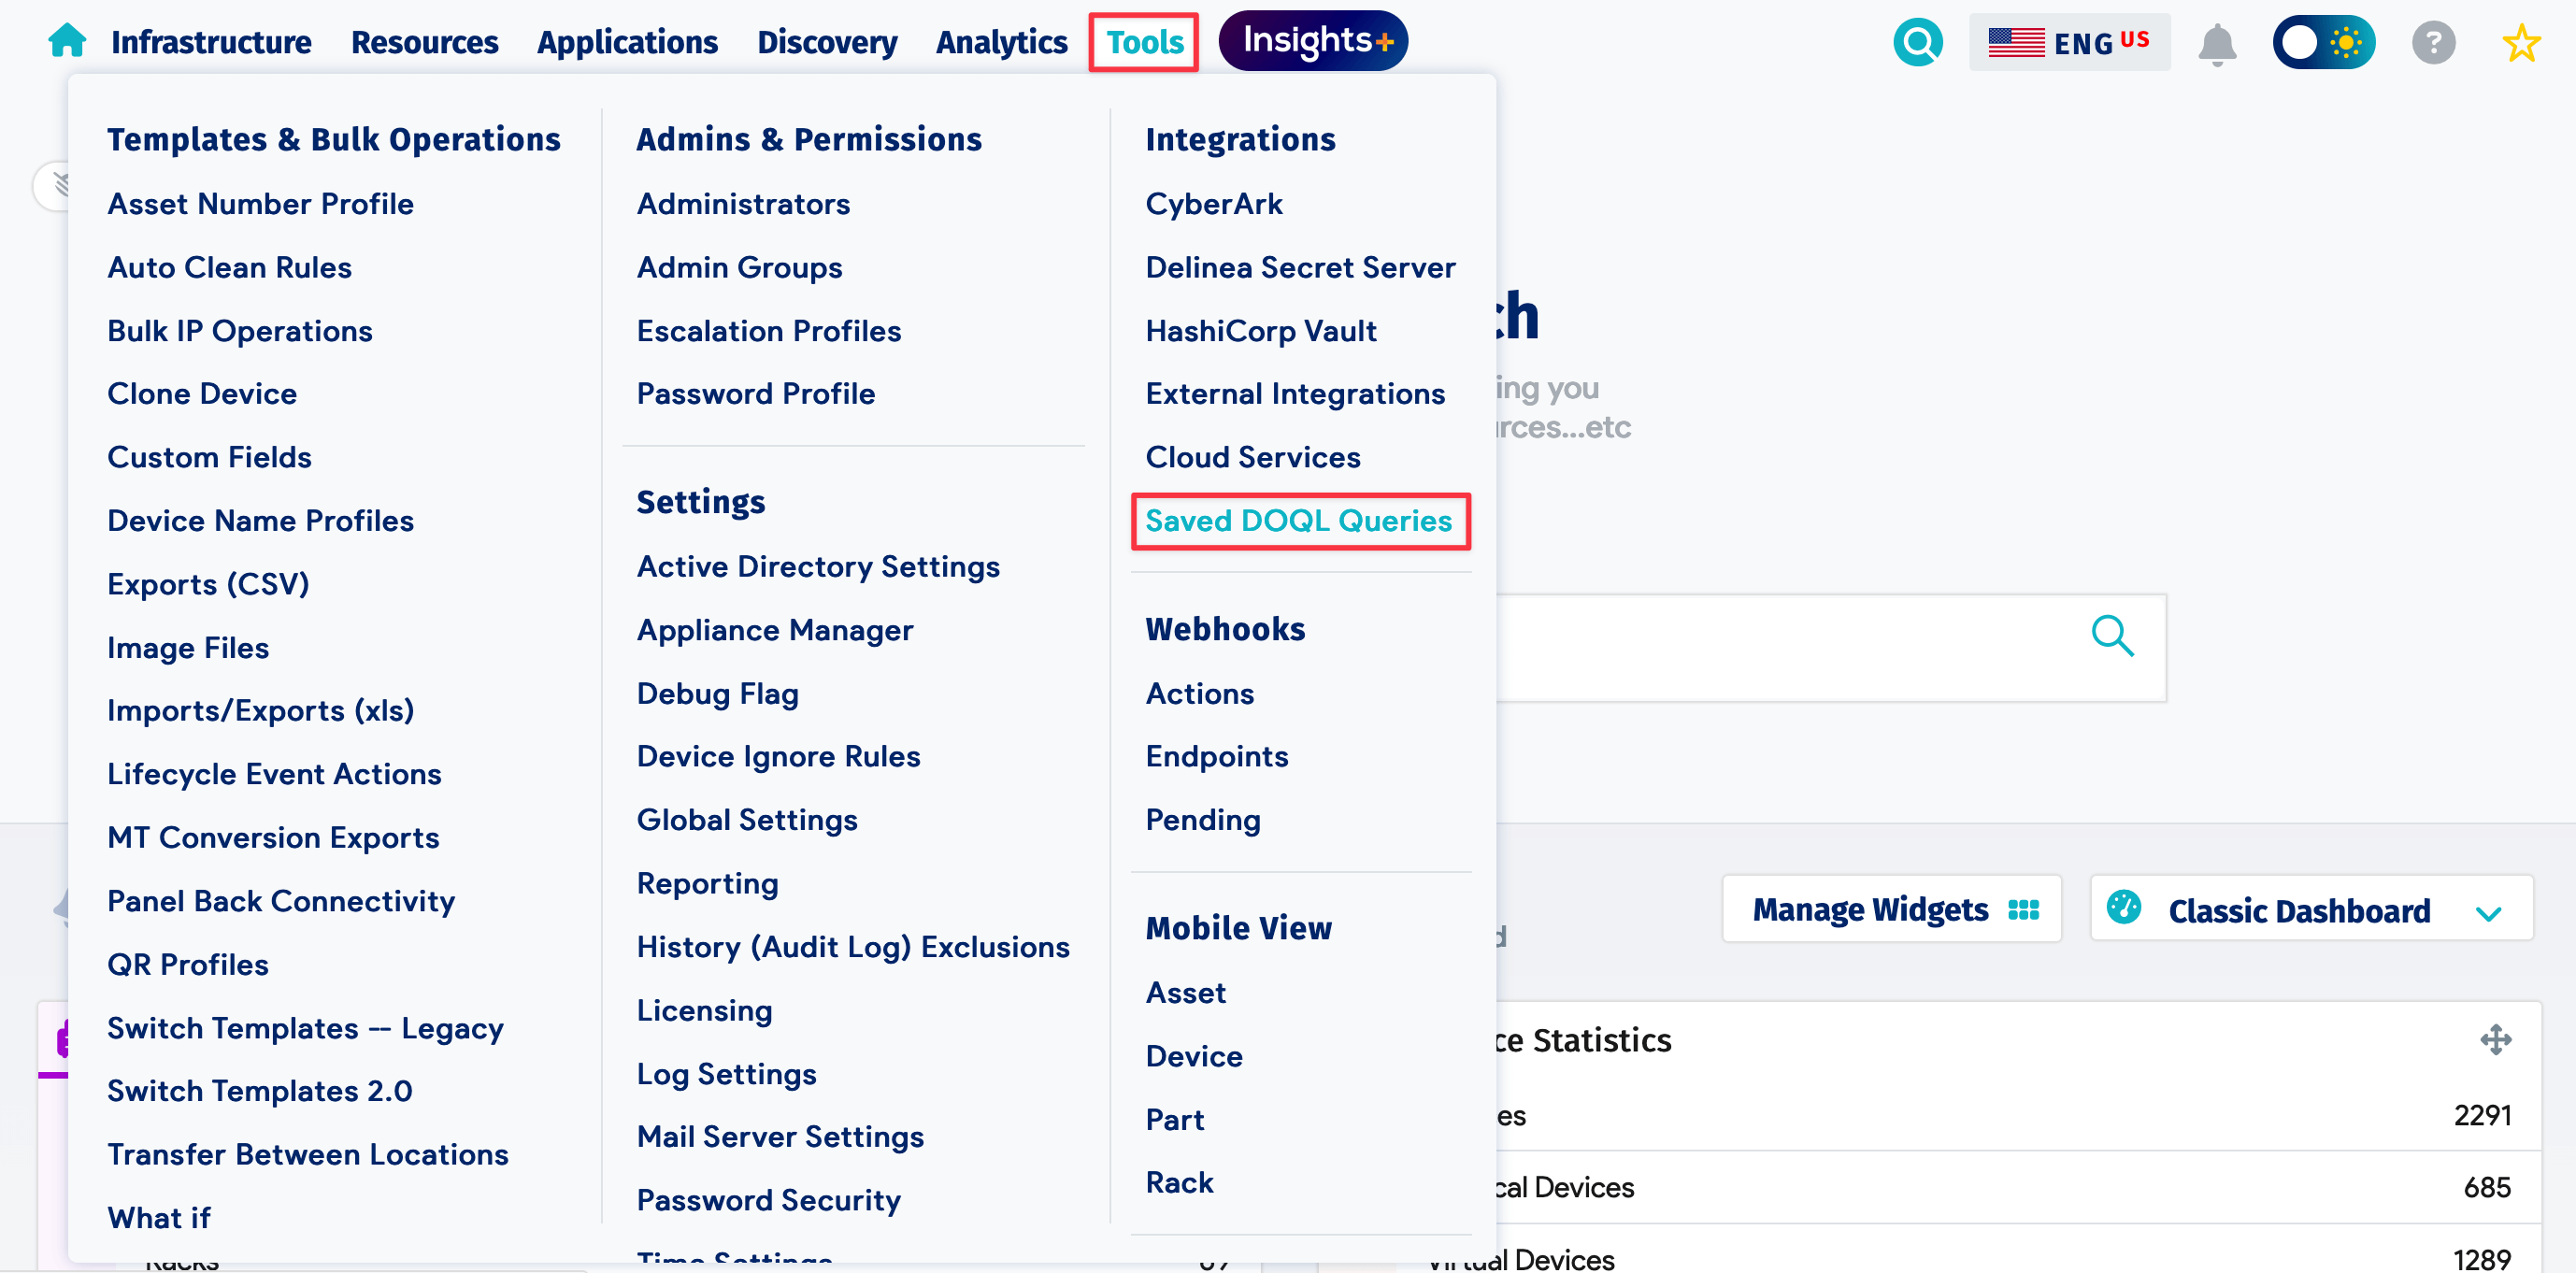 Infrastructure Resources Applications Discovery Analytics Tools Insights+ ENG US ?
Templates & Bulk Operations
Asset Number Profile
Auto Clean Rules
Bulk IP Operations
Clone Device
Custom Fields
Device Name Profiles
Exports (CSV)
Image Files
Imports/Exports (xls)
Lifecycle Event Actions
MT Conversion Exports
Panel Back Connectivity
QR Profiles
Switch Templates -- Legacy
Switch Templates 2.0
Transfer Between Locations
What if
Admins & Permissions
Administrators
Admin Groups
Escalation Profiles
Password Profile
Settings
Active Directory Settings
Appliance Manager
Debug Flag
Device Ignore Rules
Global Settings
Reporting
History (Audit Log) Exclusions
Licensing
Log Settings
Mail Server Settings
Password Security
Time Settings
Integrations
CyberArk
Delinea Secret Server
HashiCorp Vault
External Integrations
Cloud Services
Saved DOQL Queries
Webhooks
Actions
Endpoints
Pending
Mobile View
Asset
Device
Part
Rack
ch
ing you
urces...etc
Manage Widgets
Classic Dashboard
ce Statistics
es 2291
cal Devices 685
Virtual Devices 1289
Racks